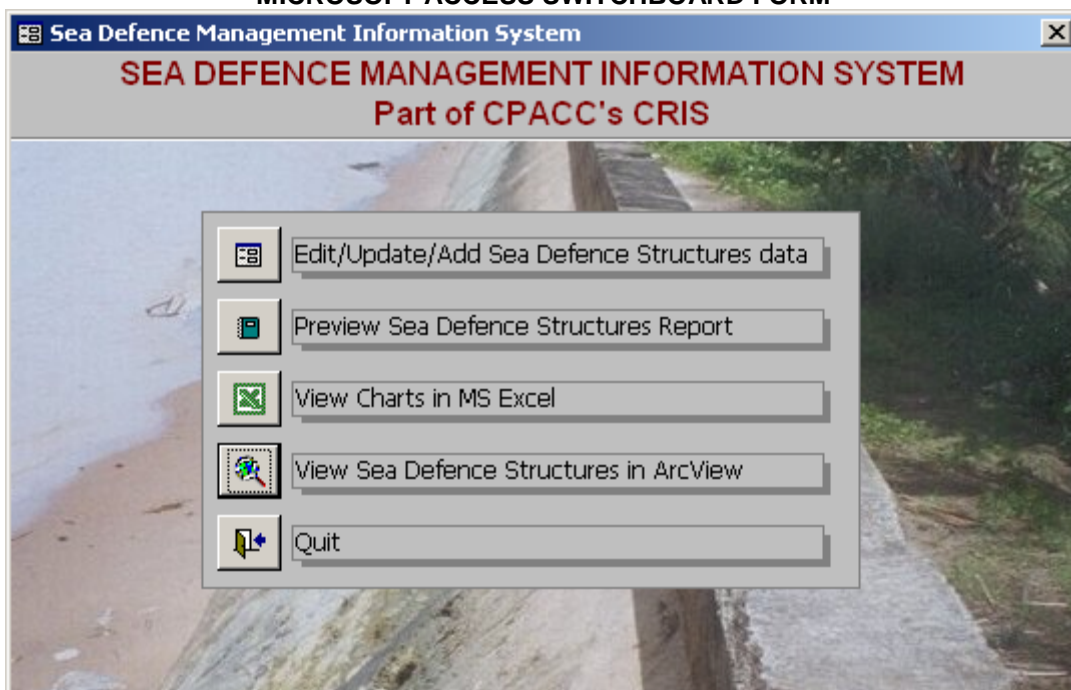 MICROSOFT ACCESS SWITCHBOARD FORM
Sea Defence Management Information System
SEA DEFENCE MANAGEMENT INFORMATION SYSTEM
Part of CPACC's CRIS
Edit/Update/Add Sea Defence Structures data
Preview Sea Defence Structures Report
View Charts in MS Excel
View Sea Defence Structures in ArcView
Quit